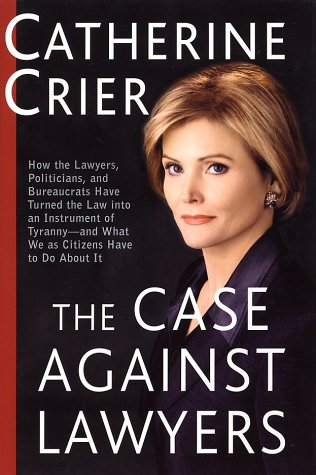 CATHERINE
CRIER
How the Lawyers,
Politicians, and
Bureaucrats Have
Turned the Law into
an Instrument of
Tyranny—and What
We as Citizens Have
to Do About It
THE CASE
AGAINST
LAWYERS